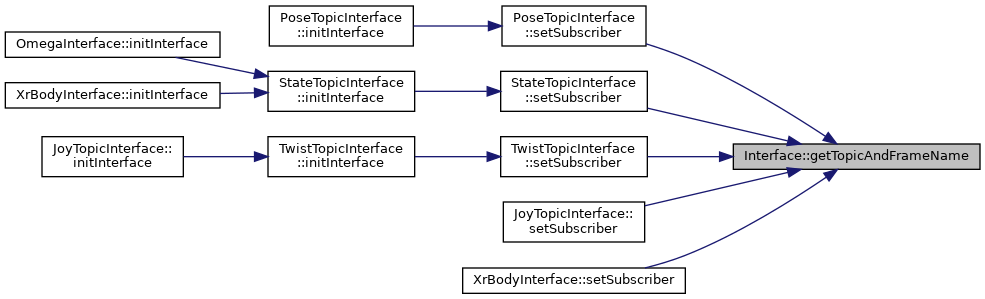 PoseTopicInterface
::initInterface
PoseTopicInterface
::setSubscriber
OmegaInterface::initInterface
StateTopicInterface
::initInterface
StateTopicInterface
::setSubscriber
XrBodyInterface::initInterface
JoyTopicInterface::
initInterface
TwistTopicInterface
::initInterface
TwistTopicInterface
::setSubscriber
Interface::getTopicAndFrameName
JoyTopicInterface::
setSubscriber
XrBodyInterface::setSubscriber